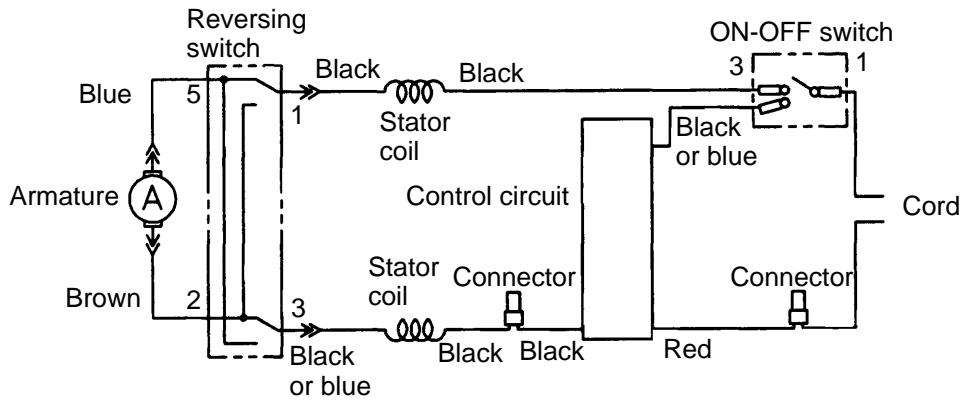 Reversing
switch
ON-OFF switch
Black
Black
3
1
Blue
5
1
Stator
coil
Black
or blue
Armature
A
Control circuit
Cord
Stator
coil
Connector
Connector
Brown
2
3
Black
or blue
Black
Black
Red